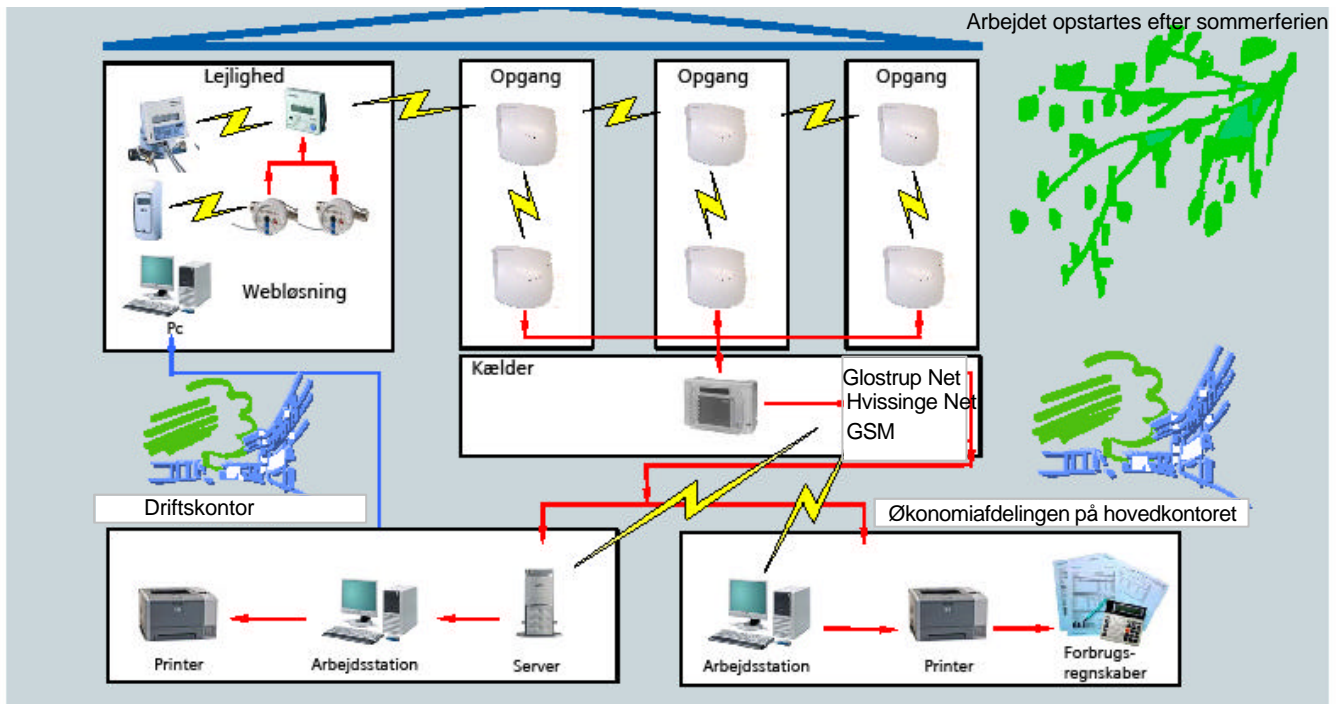 Arbejdet opstartes efter sommerferien
Lejlighed
Opgang
Opgang
Opgang
Webløsning
Pc
Kælder
Glostrup Net
Hvissinge Net
GSM
Driftskontor
Økonomiafdelingen på hovedkontoret
Printer
Arbejdsstation
Server
Arbejdsstation
Printer
Forbrugs-
regnskaber